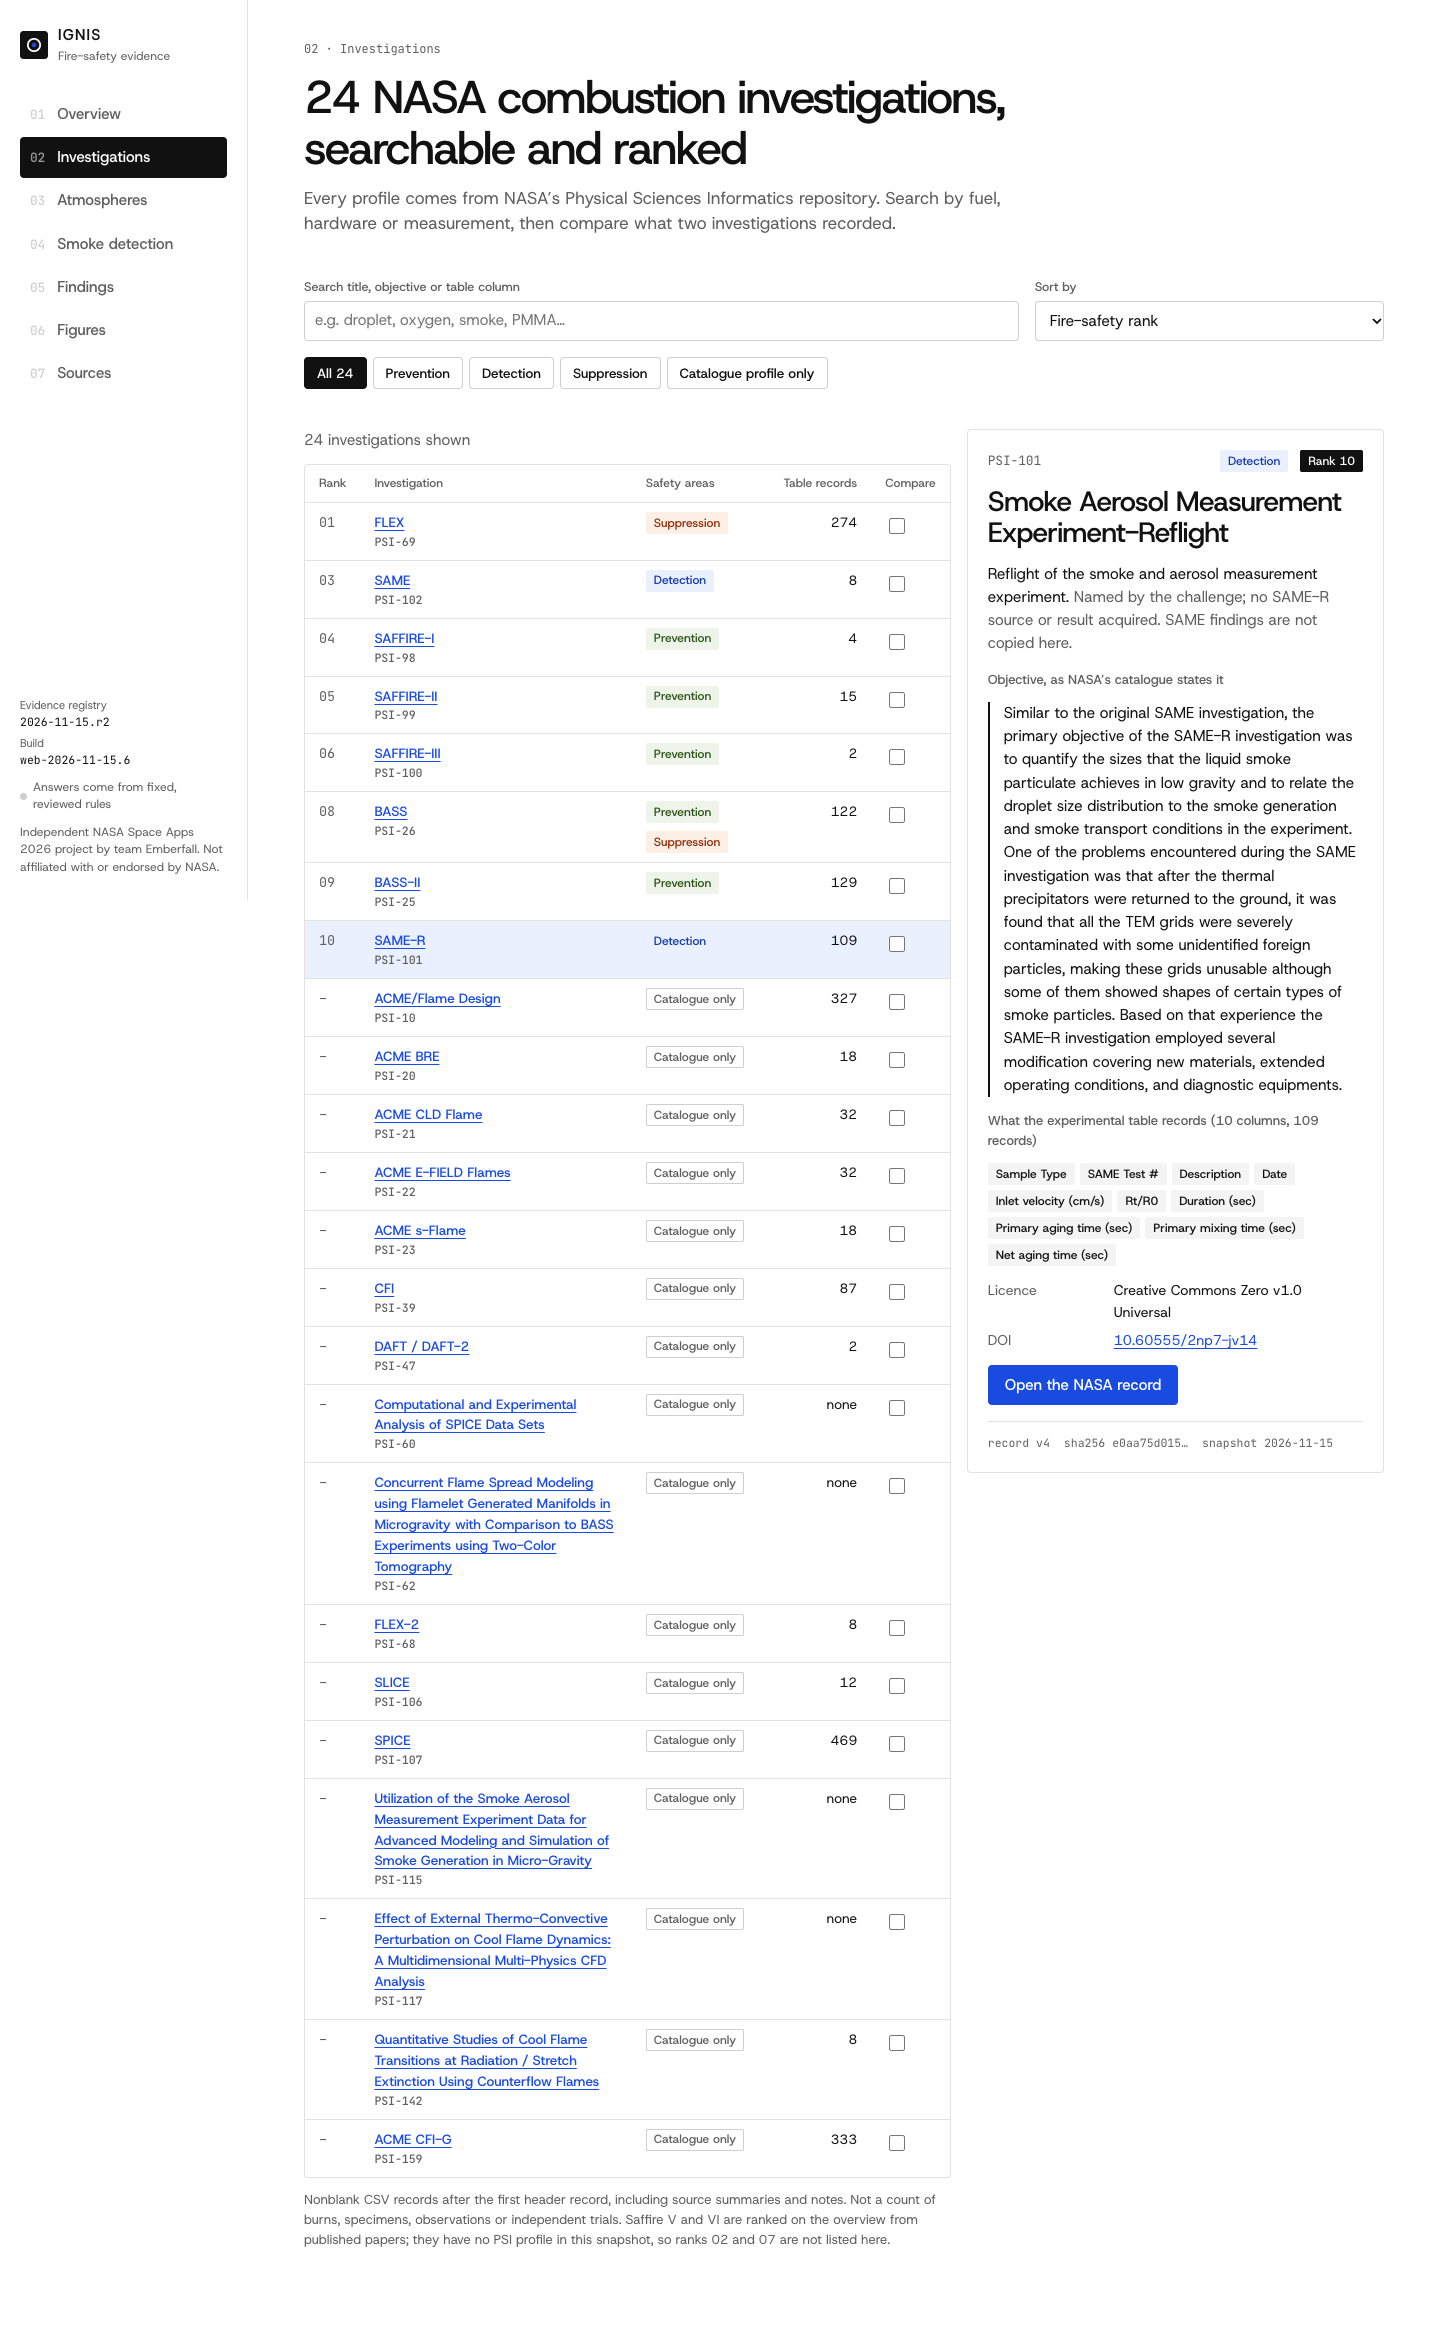 IGNIS
Fire-safety evidence
01 Overview
02 Investigations
03 Atmospheres
04 Smoke detection
05 Findings
06 Figures
07 Sources
Evidence registry
2026-11-15.r2
Build
web-2026-11-15.6
Answers come from fixed,
reviewed rules
Independent NASA Space Apps
2026 project by team Emberfall. Not
affiliated with or endorsed by NASA.
02 · Investigations
24 NASA combustion investigations,
searchable and ranked
Every profile comes from NASA's Physical Sciences Informatics repository. Search by fuel,
hardware or measurement, then compare what two investigations recorded.
Search title, objective or table column
e.g. droplet, oxygen, smoke, PMMA…
Sort by
Fire-safety rank
All 24 Prevention Detection Suppression Catalogue profile only
24 investigations shown
Rank Investigation Safety areas Table records Compare
01 FLEX Suppression 274
PSI-69
03 SAME Detection 8
PSI-102
04 SAFFIRE-I Prevention 4
PSI-98
05 SAFFIRE-II Prevention 15
PSI-99
06 SAFFIRE-III Prevention 2
PSI-100
08 BASS Prevention 122
PSI-26
Suppression
09 BASS-II Prevention 129
PSI-25
10 SAME-R Detection 109
PSI-101
– ACME/Flame Design Catalogue only 327
PSI-10
– ACME BRE Catalogue only 18
PSI-20
– ACME CLD Flame Catalogue only 32
PSI-21
– ACME E-FIELD Flames Catalogue only 32
PSI-22
– ACME s-Flame Catalogue only 18
PSI-23
– CFI Catalogue only 87
PSI-39
– DAFT / DAFT-2 Catalogue only 2
PSI-47
– Computational and Experimental Catalogue only none
Analysis of SPICE Data Sets
PSI-60
– Concurrent Flame Spread Modeling Catalogue only none
using Flamelet Generated Manifolds in
Microgravity with Comparison to BASS
Experiments using Two-Color
Tomography
PSI-62
– FLEX-2 Catalogue only 8
PSI-68
– SLICE Catalogue only 12
PSI-106
– SPICE Catalogue only 469
PSI-107
– Utilization of the Smoke Aerosol Catalogue only none
Measurement Experiment Data for
Advanced Modeling and Simulation of
Smoke Generation in Micro-Gravity
PSI-115
– Effect of External Thermo-Convective Catalogue only none
Perturbation on Cool Flame Dynamics:
A Multidimensional Multi-Physics CFD
Analysis
PSI-117
– Quantitative Studies of Cool Flame Catalogue only 8
Transitions at Radiation / Stretch
Extinction Using Counterflow Flames
PSI-142
– ACME CFI-G Catalogue only 333
PSI-159
Nonblank CSV records after the first header record, including source summaries and notes. Not a count of
burns, specimens, observations or independent trials. Saffire V and VI are ranked on the overview from
published papers; they have no PSI profile in this snapshot, so ranks 02 and 07 are not listed here.
PSI-101 Detection Rank 10
Smoke Aerosol Measurement
Experiment-Reflight
Reflight of the smoke and aerosol measurement
experiment. Named by the challenge; no SAME-R
source or result acquired. SAME findings are not
copied here.
Objective, as NASA's catalogue states it
Similar to the original SAME investigation, the
primary objective of the SAME-R investigation was
to quantify the sizes that the liquid smoke
particulate achieves in low gravity and to relate the
droplet size distribution to the smoke generation
and smoke transport conditions in the experiment.
One of the problems encountered during the SAME
investigation was that after the thermal
precipitators were returned to the ground, it was
found that all the TEM grids were severely
contaminated with some unidentified foreign
particles, making these grids unusable although
some of them showed shapes of certain types of
smoke particles. Based on that experience the
SAME-R investigation employed several
modification covering new materials, extended
operating conditions, and diagnostic equipments.
What the experimental table records (10 columns, 109
records)
Sample Type SAME Test # Description Date
Inlet velocity (cm/s) Rt/R0 Duration (sec)
Primary aging time (sec) Primary mixing time (sec)
Net aging time (sec)
Licence Creative Commons Zero v1.0
Universal
DOI 10.60555/2np7-jv14
Open the NASA record
record v4 sha256 e0aa75d015… snapshot 2026-11-15